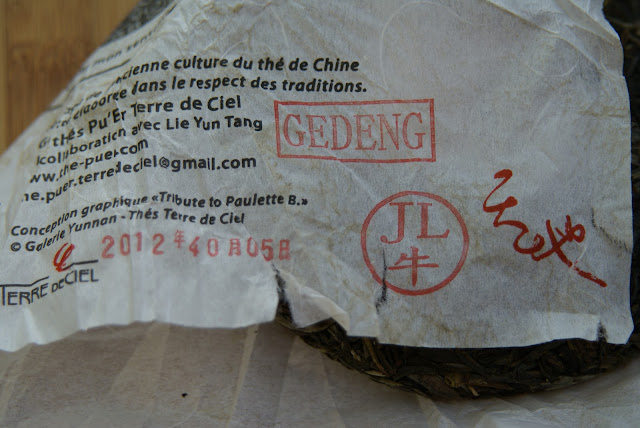 mon
cienne culture du thé de Chine
dans le respect des traditions.
thés Pu'Er Terre de Ciel
collaboration avec Lie Yun Tang
www.the-puer.com
the.puer.terredeciel@gmail.com
Conception graphique «Tribute to Paulette B.»
© Galerie Yunnan - Thés Terre de Ciel
2012年40月05日
TERRE DE CIEL
GEDENG
JL
牛